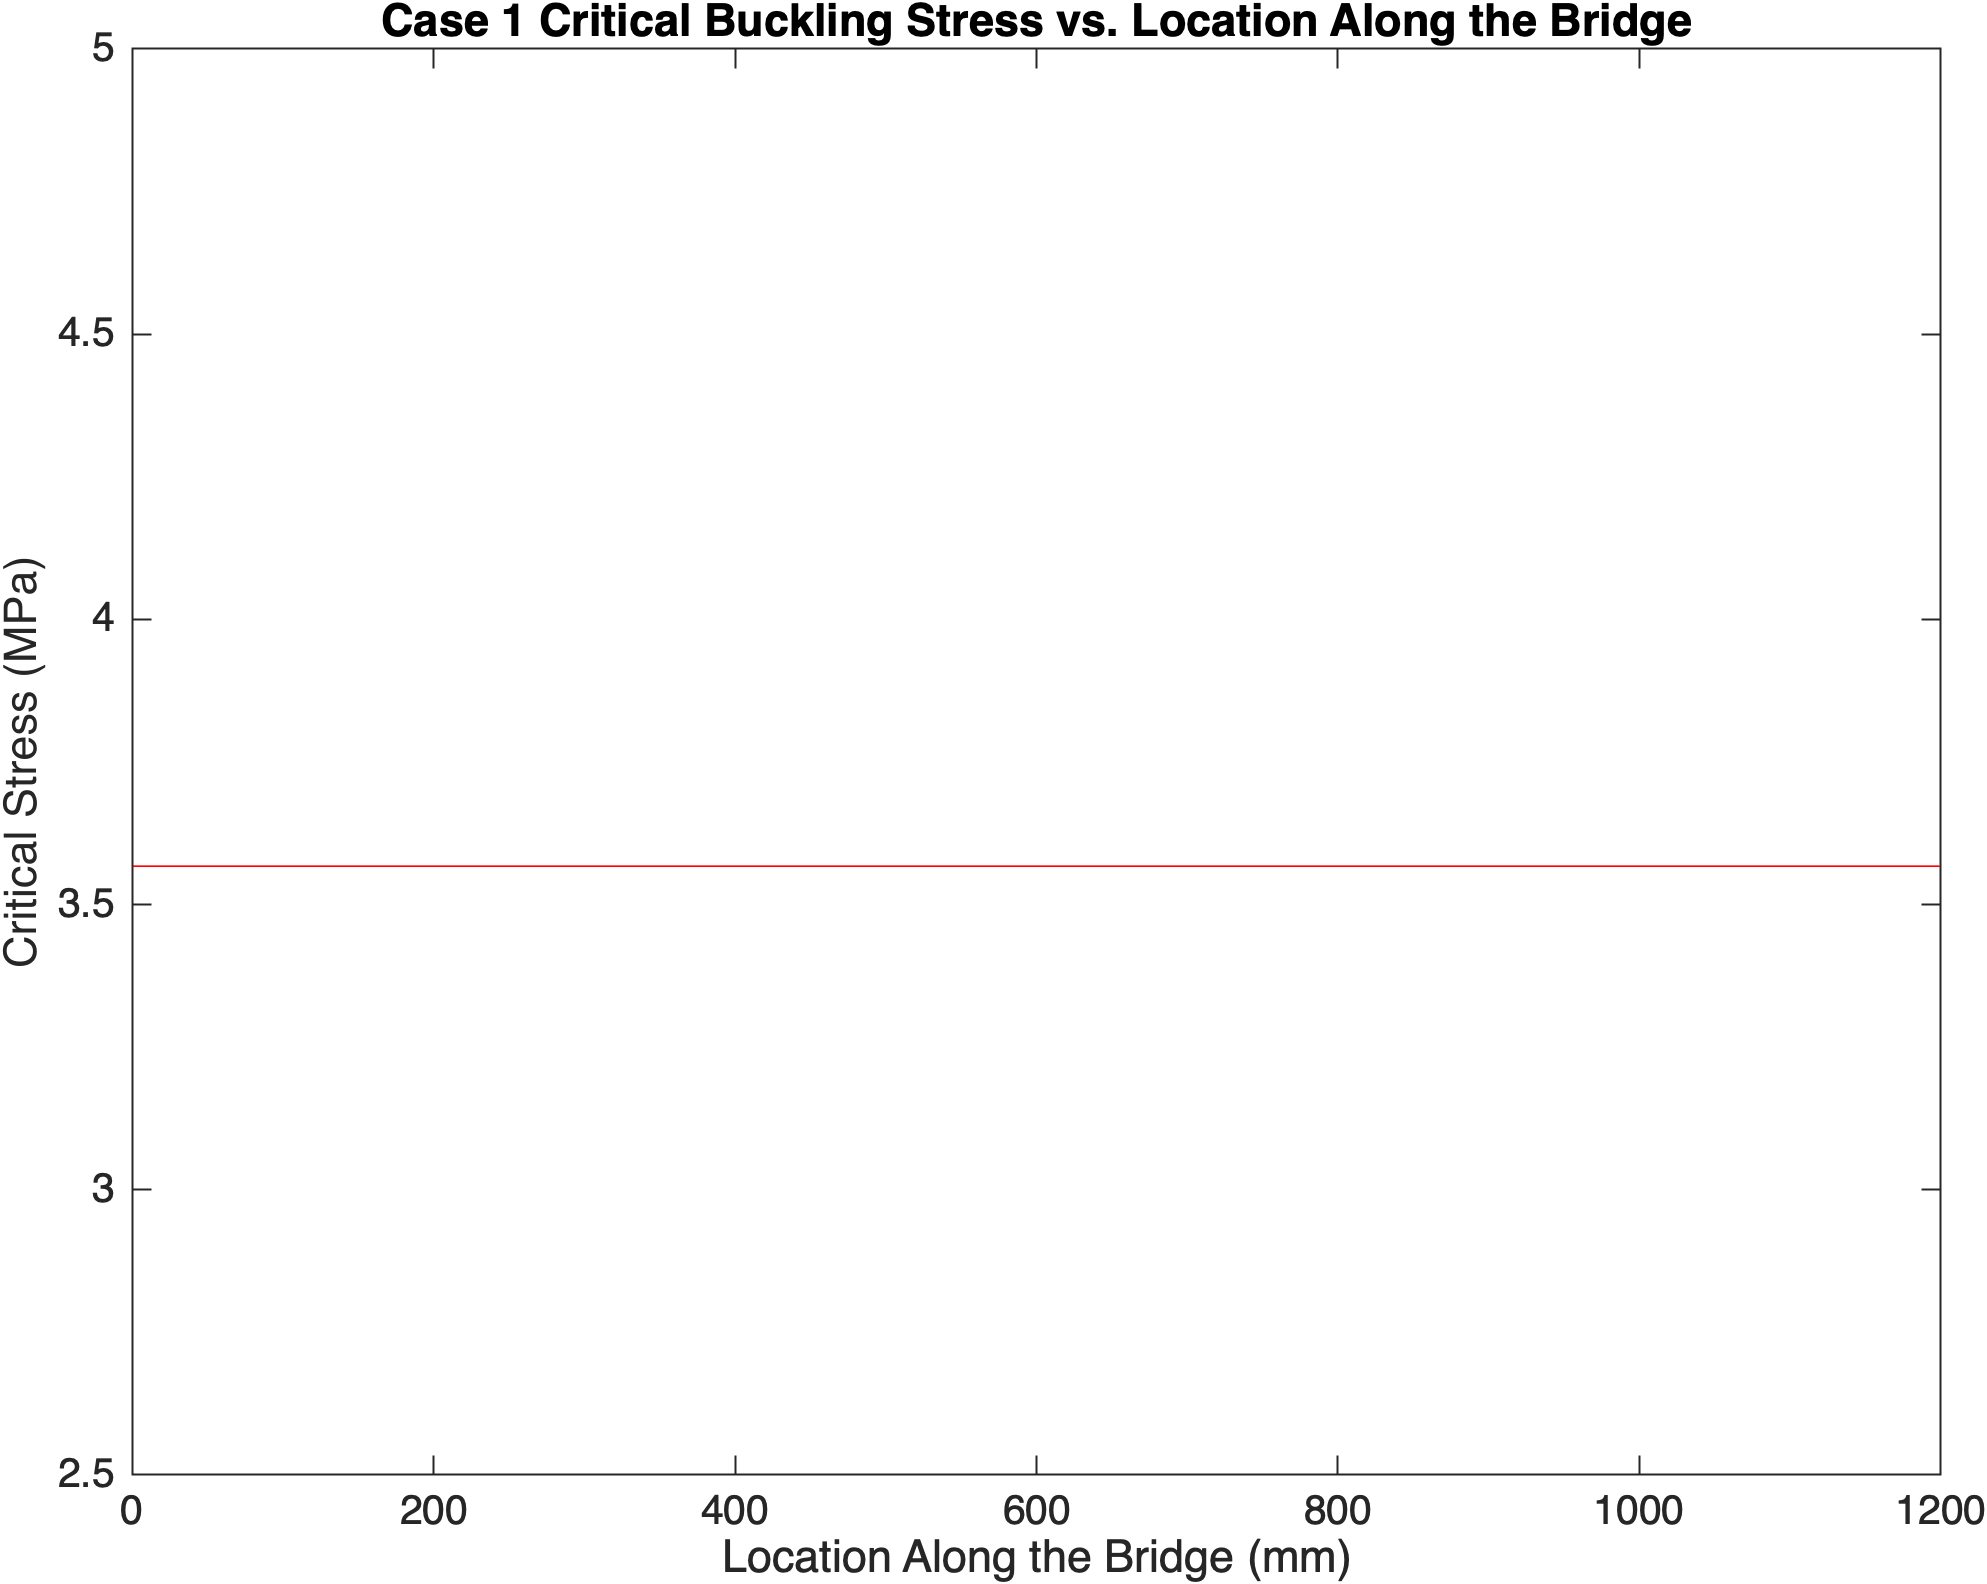 Case 1 Critical Buckling Stress vs. Location Along the Bridge
5
4.5
4
3.5
3
2.5
Critical Stress (MPa)
0 200 400 600 800 1000 1200
Location Along the Bridge (mm)